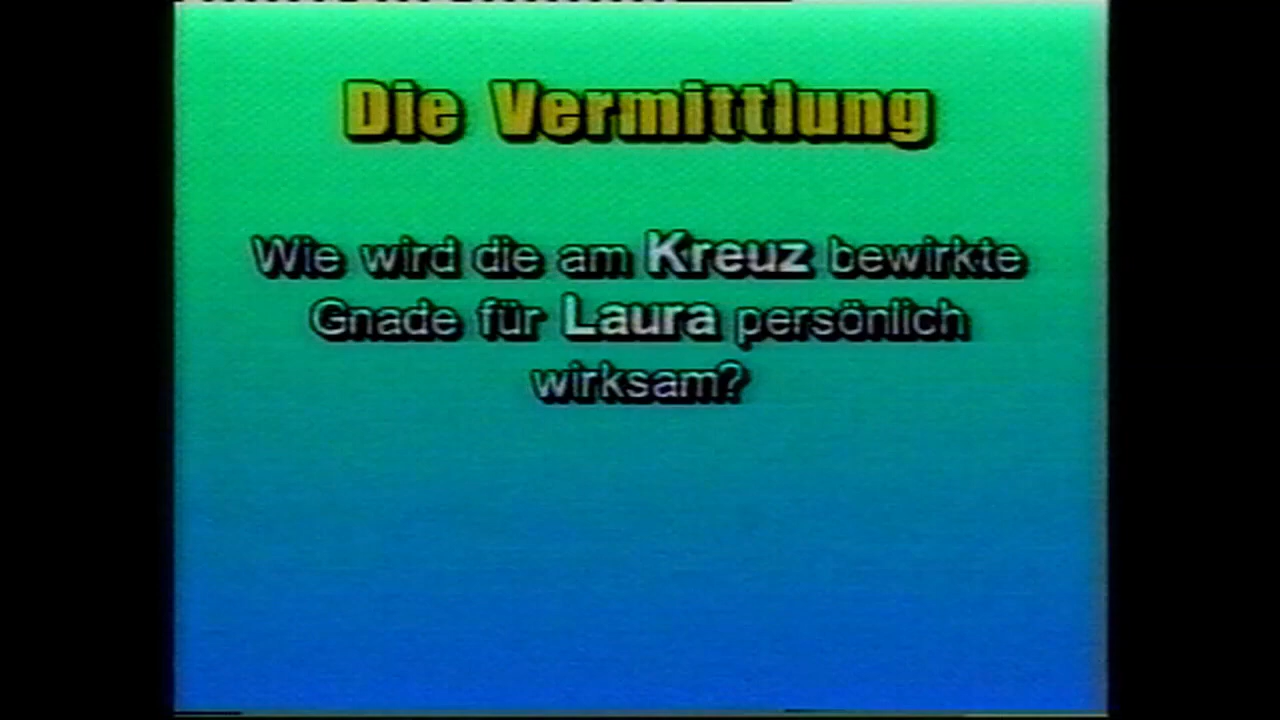 Die Vermittlung
Wie wird die am Kreuz bewirkte
Gnade für Laura persönlich
wirksam?